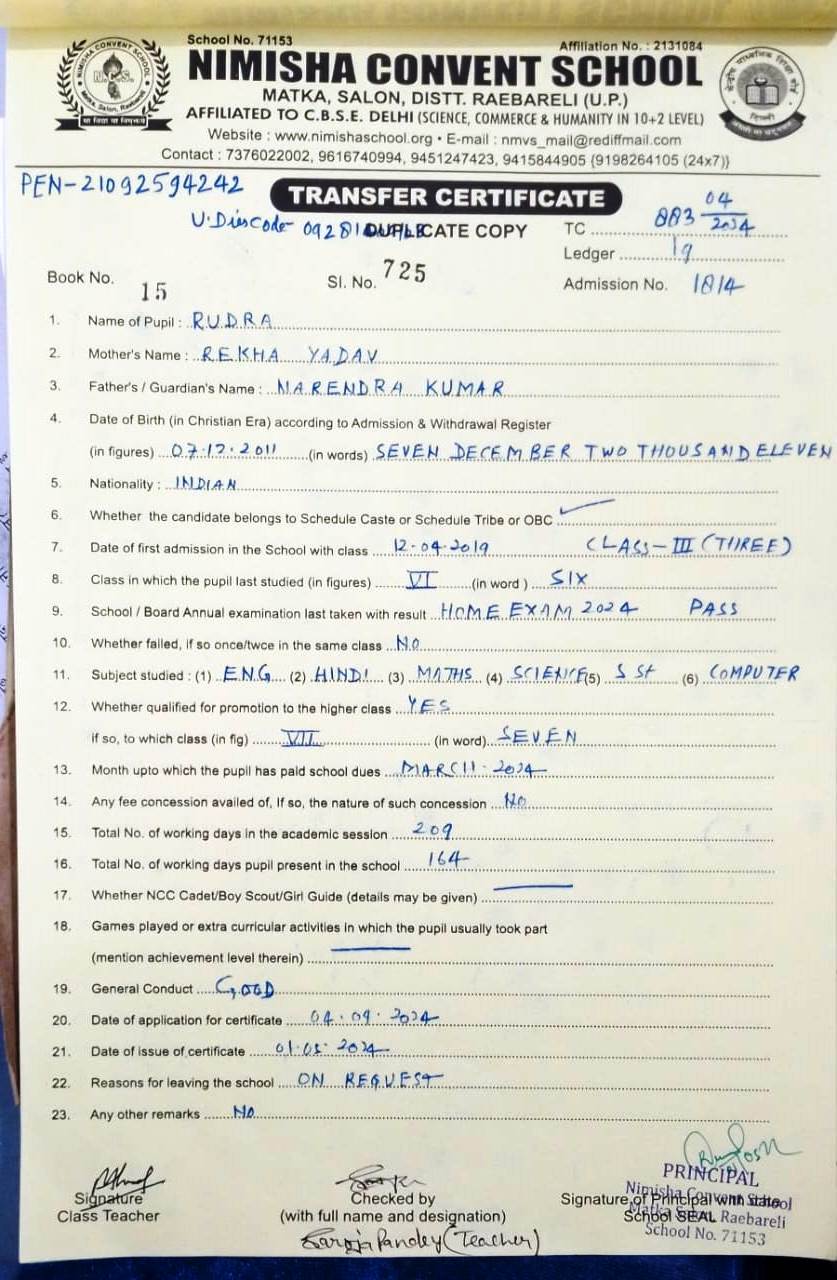 School No. 71153
Affiliation No. : 2131084
NIMISHA CONVENT SCHOOL
MATKA, SALON, DISTT. RAEBARELI (U.P.)
AFFILIATED TO C.B.S.E. DELHI (SCIENCE, COMMERCE & HUMANITY IN 10+2 LEVEL)
Website : www.nimishaschool.org • E-mail : nmvs_mail@rediffmail.com
Contact : 7376022002, 9616740994, 9451247423, 9415844905 {9198264105 (24x7)}
PEN-21092594242
TRANSFER CERTIFICATE
U.Diescode 09281
DUPLICATE COPY
TC 883 04/2024
Ledger 19
Book No. 15
Sl. No. 725
Admission No. 1814
1. Name of Pupil : RUDRA
2. Mother's Name : REKHA YADAV
3. Father's / Guardian's Name : NARENDRA KUMAR
4. Date of Birth (in Christian Era) according to Admission & Withdrawal Register
(in figures) 07.12.2011 (in words) SEVEN DECEMBER TWO THOUSAND ELEVEN
5. Nationality : INDIAN
6. Whether the candidate belongs to Schedule Caste or Schedule Tribe or OBC
7. Date of first admission in the School with class 12.04.2019 CLASS-III (THREE)
8. Class in which the pupil last studied (in figures) VI (in word) SIX
9. School / Board Annual examination last taken with result HOME EXAM 2024 PASS
10. Whether failed, if so once/twce in the same class NO
11. Subject studied : (1) ENG (2) HINDI (3) MATHS (4) SCIENCE (5) S St (6) COMPUTER
12. Whether qualified for promotion to the higher class YES
if so, to which class (in fig) VII (in word) SEVEN
13. Month upto which the pupil has paid school dues MARCH 2024
14. Any fee concession availed of, If so, the nature of such concession No
15. Total No. of working days in the academic session 209
16. Total No. of working days pupil present in the school 164
17. Whether NCC Cadet/Boy Scout/Girl Guide (details may be given)
18. Games played or extra curricular activities in which the pupil usually took part
(mention achievement level therein)
19. General Conduct GOOD
20. Date of application for certificate 2024
21. Date of issue of certificate 2024
22. Reasons for leaving the school ON REQUEST
23. Any other remarks NO
Signature
Class Teacher
Checked by
(with full name and designation)
Saroja Pandey (Teacher)
Signature of Principal with date
School SEAL
PRINCIPAL
Nimisha Convent School
Matka Salon, Raebareli
School No. 71153